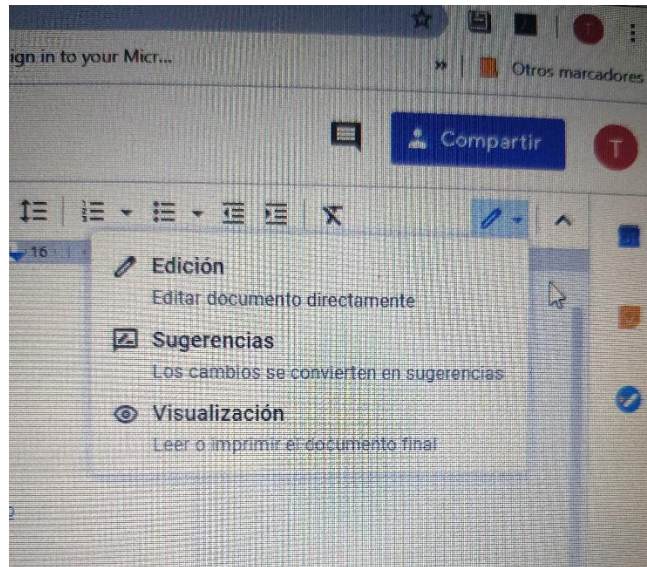 ign in to your Micr...
» Otros marcadores
Compartir
T
16
Edición
Editar documento directamente
Sugerencias
Los cambios se convierten en sugerencias
Visualización
Leer o imprimir el documento final